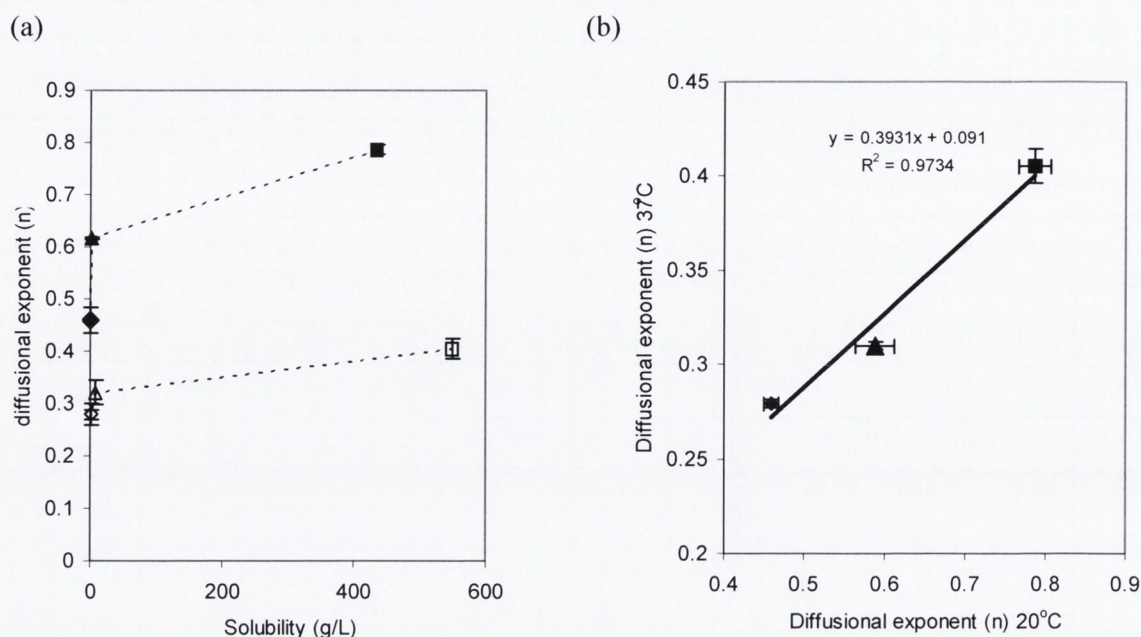 (a)
diffusional exponent (n)
0.9
0.8
0.7
0.6
0.5
0.4
0.3
0.2
0.1
0
0 200 400 600
Solubility (g/L)
(b)
Diffusional exponent (n) 37°C
0.45
0.4
0.35
0.3
0.25
0.2
y = 0.3931x + 0.091
R² = 0.9734
0.4 0.5 0.6 0.7 0.8 0.9
Diffusional exponent (n) 20°C